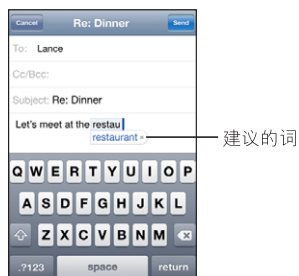 Cancel Re: Dinner Send
To: Lance
Cc/Bcc:
Subject: Re: Dinner
Let's meet at the restau
restaurant × 建议的词
Q W E R T Y U I O P
A S D F G H J K L
Z X C V B N M
.?123 space return